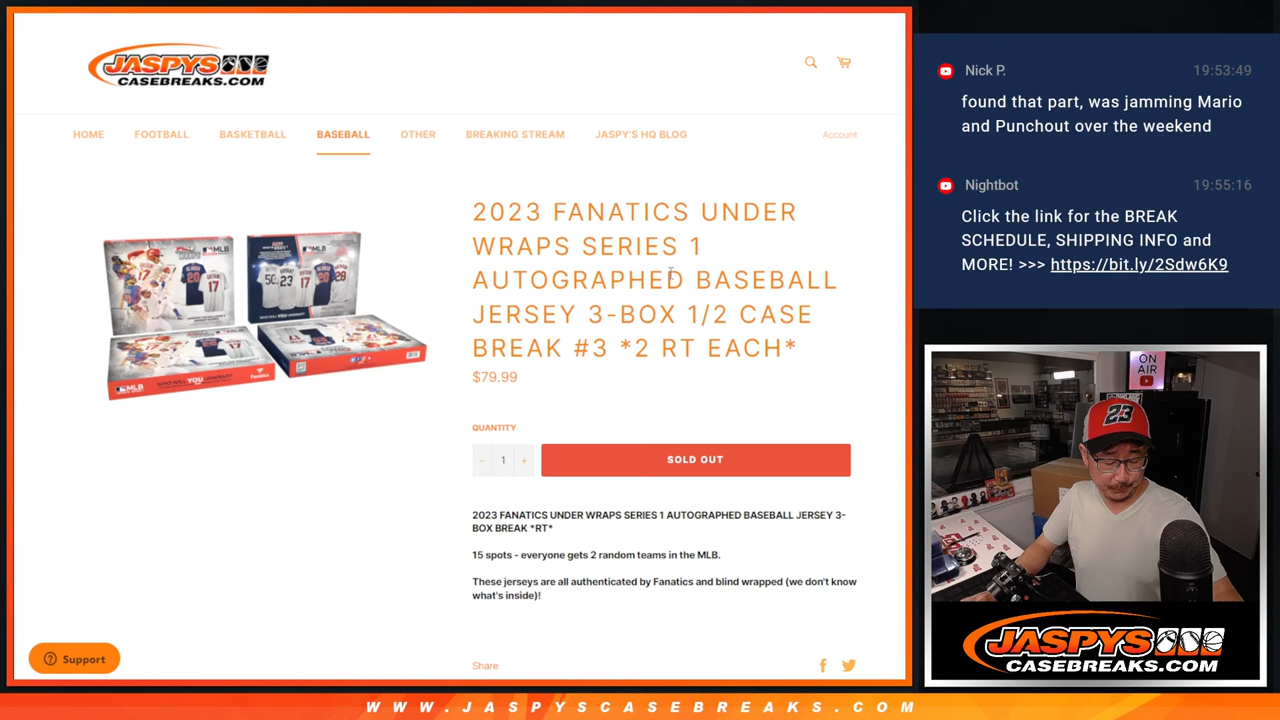 JASPYS
CASEBREAKS.COM
HOME FOOTBALL BASKETBALL BASEBALL OTHER BREAKING STREAM JASPY'S HQ BLOG Account
2023 FANATICS UNDER
WRAPS SERIES 1
AUTOGRAPHED BASEBALL
JERSEY 3-BOX 1/2 CASE
BREAK #3 *2 RT EACH*
$79.99
QUANTITY
− 1 +
SOLD OUT
2023 FANATICS UNDER WRAPS SERIES 1 AUTOGRAPHED BASEBALL JERSEY 3-
BOX BREAK *RT*
15 spots - everyone gets 2 random teams in the MLB.
These jerseys are all authenticated by Fanatics and blind wrapped (we don't know
what's inside)!
Share
Support
Nick P. 19:53:49
found that part, was jamming Mario
and Punchout over the weekend
Nightbot 19:55:16
Click the link for the BREAK
SCHEDULE, SHIPPING INFO and
MORE! >>> https://bit.ly/2Sdw6K9
ON
AIR
23
JASPYS
CASEBREAKS.COM
WWW.JASPYSCASEBREAKS.COM